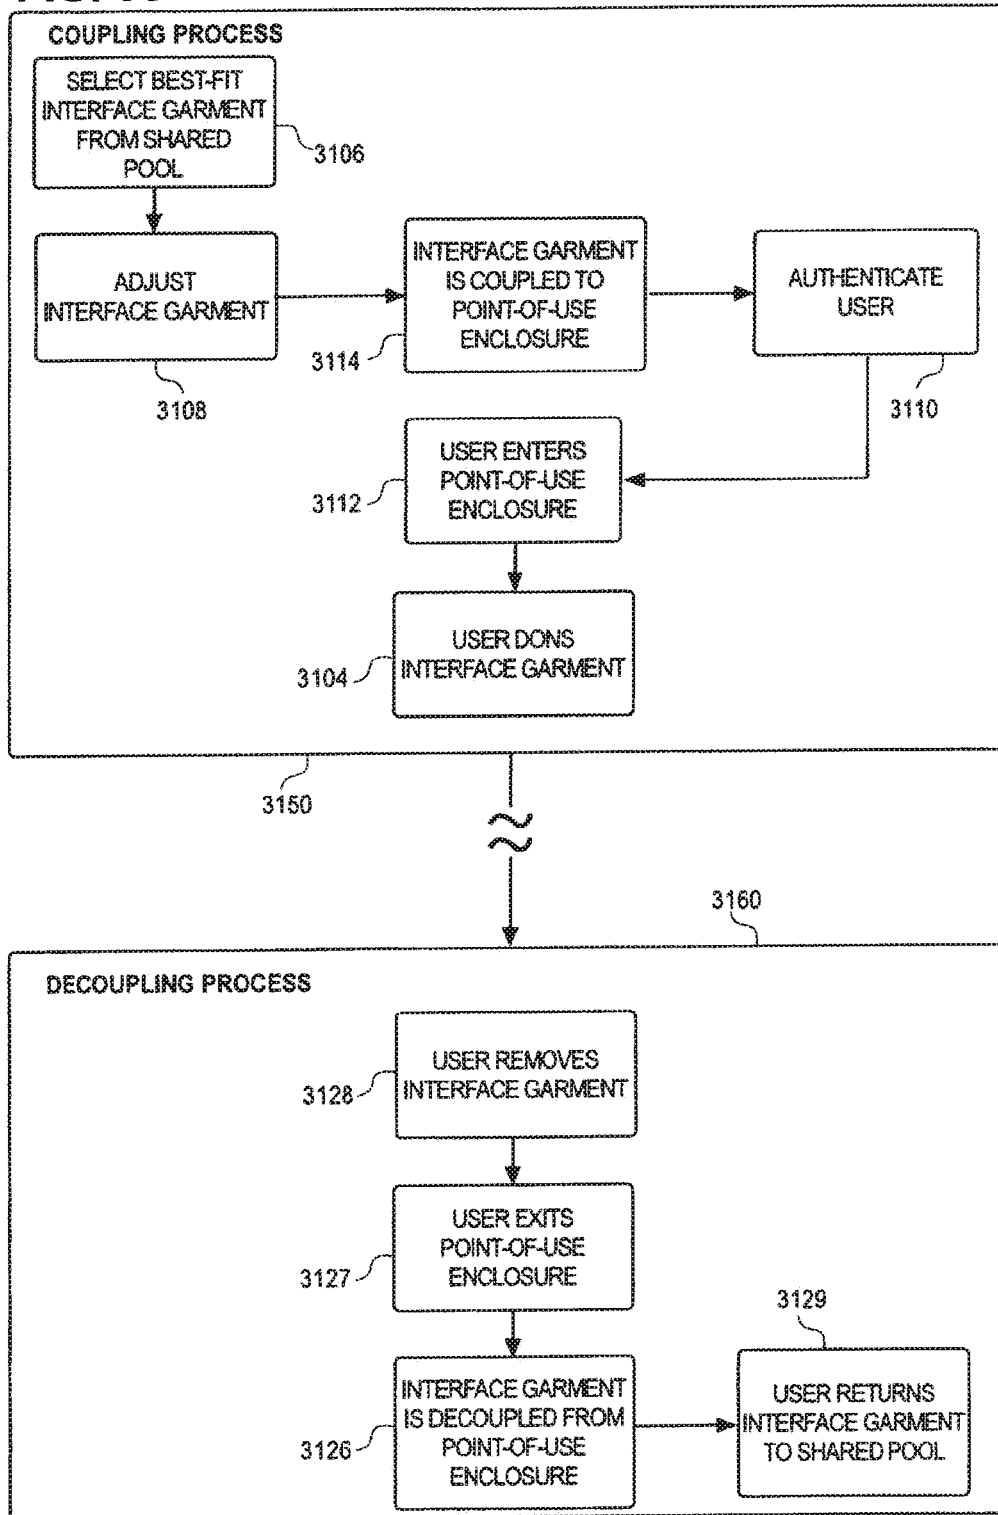 COUPLING PROCESS
SELECT BEST-FIT
INTERFACE GARMENT
FROM SHARED
POOL
3106
ADJUST
INTERFACE GARMENT
3108
INTERFACE GARMENT
IS COUPLED TO
POINT-OF-USE
ENCLOSURE
3114
AUTHENTICATE
USER
3110
USER ENTERS
POINT-OF-USE
ENCLOSURE
3112
USER DONS
INTERFACE GARMENT
3104
3150
3160
DECOUPLING PROCESS
USER REMOVES
INTERFACE GARMENT
3128
USER EXITS
POINT-OF-USE
ENCLOSURE
3127
INTERFACE GARMENT
IS DECOUPLED FROM
POINT-OF-USE
ENCLOSURE
3126
3129
USER RETURNS
INTERFACE GARMENT
TO SHARED POOL